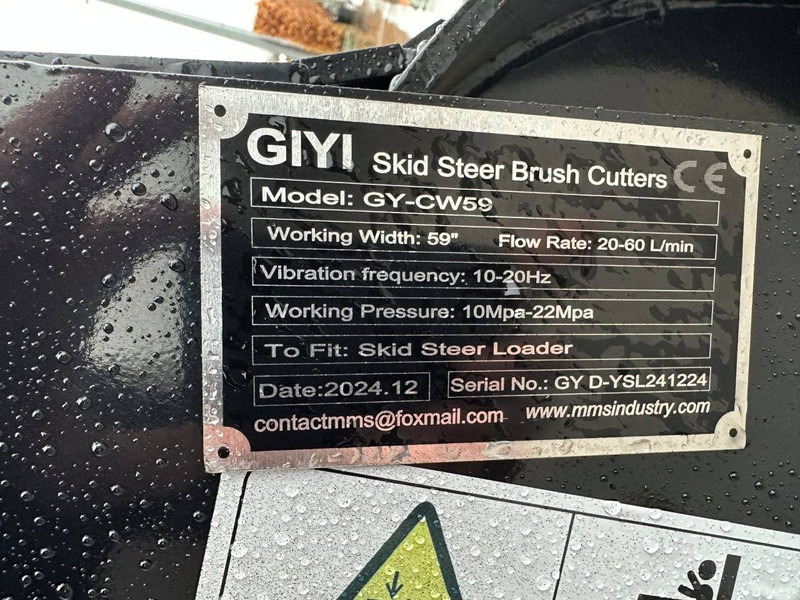 GIYI Skid Steer Brush Cutters CE
Model: GY-CW59
Working Width: 59" Flow Rate: 20-60 L/min
Vibration frequency: 10-20Hz
Working Pressure: 10Mpa-22Mpa
To Fit: Skid Steer Loader
Date:2024.12 Serial No.: GY D-YSL241224
contactmms@foxmail.com www.mmsindustry.com